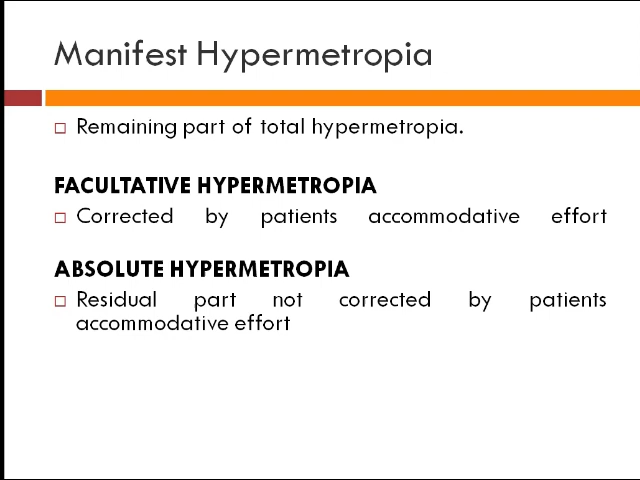 Manifest Hypermetropia
Remaining part of total hypermetropia.
FACULTATIVE HYPERMETROPIA
Corrected by patients accommodative effort
ABSOLUTE HYPERMETROPIA
Residual part not corrected by patients
accommodative effort